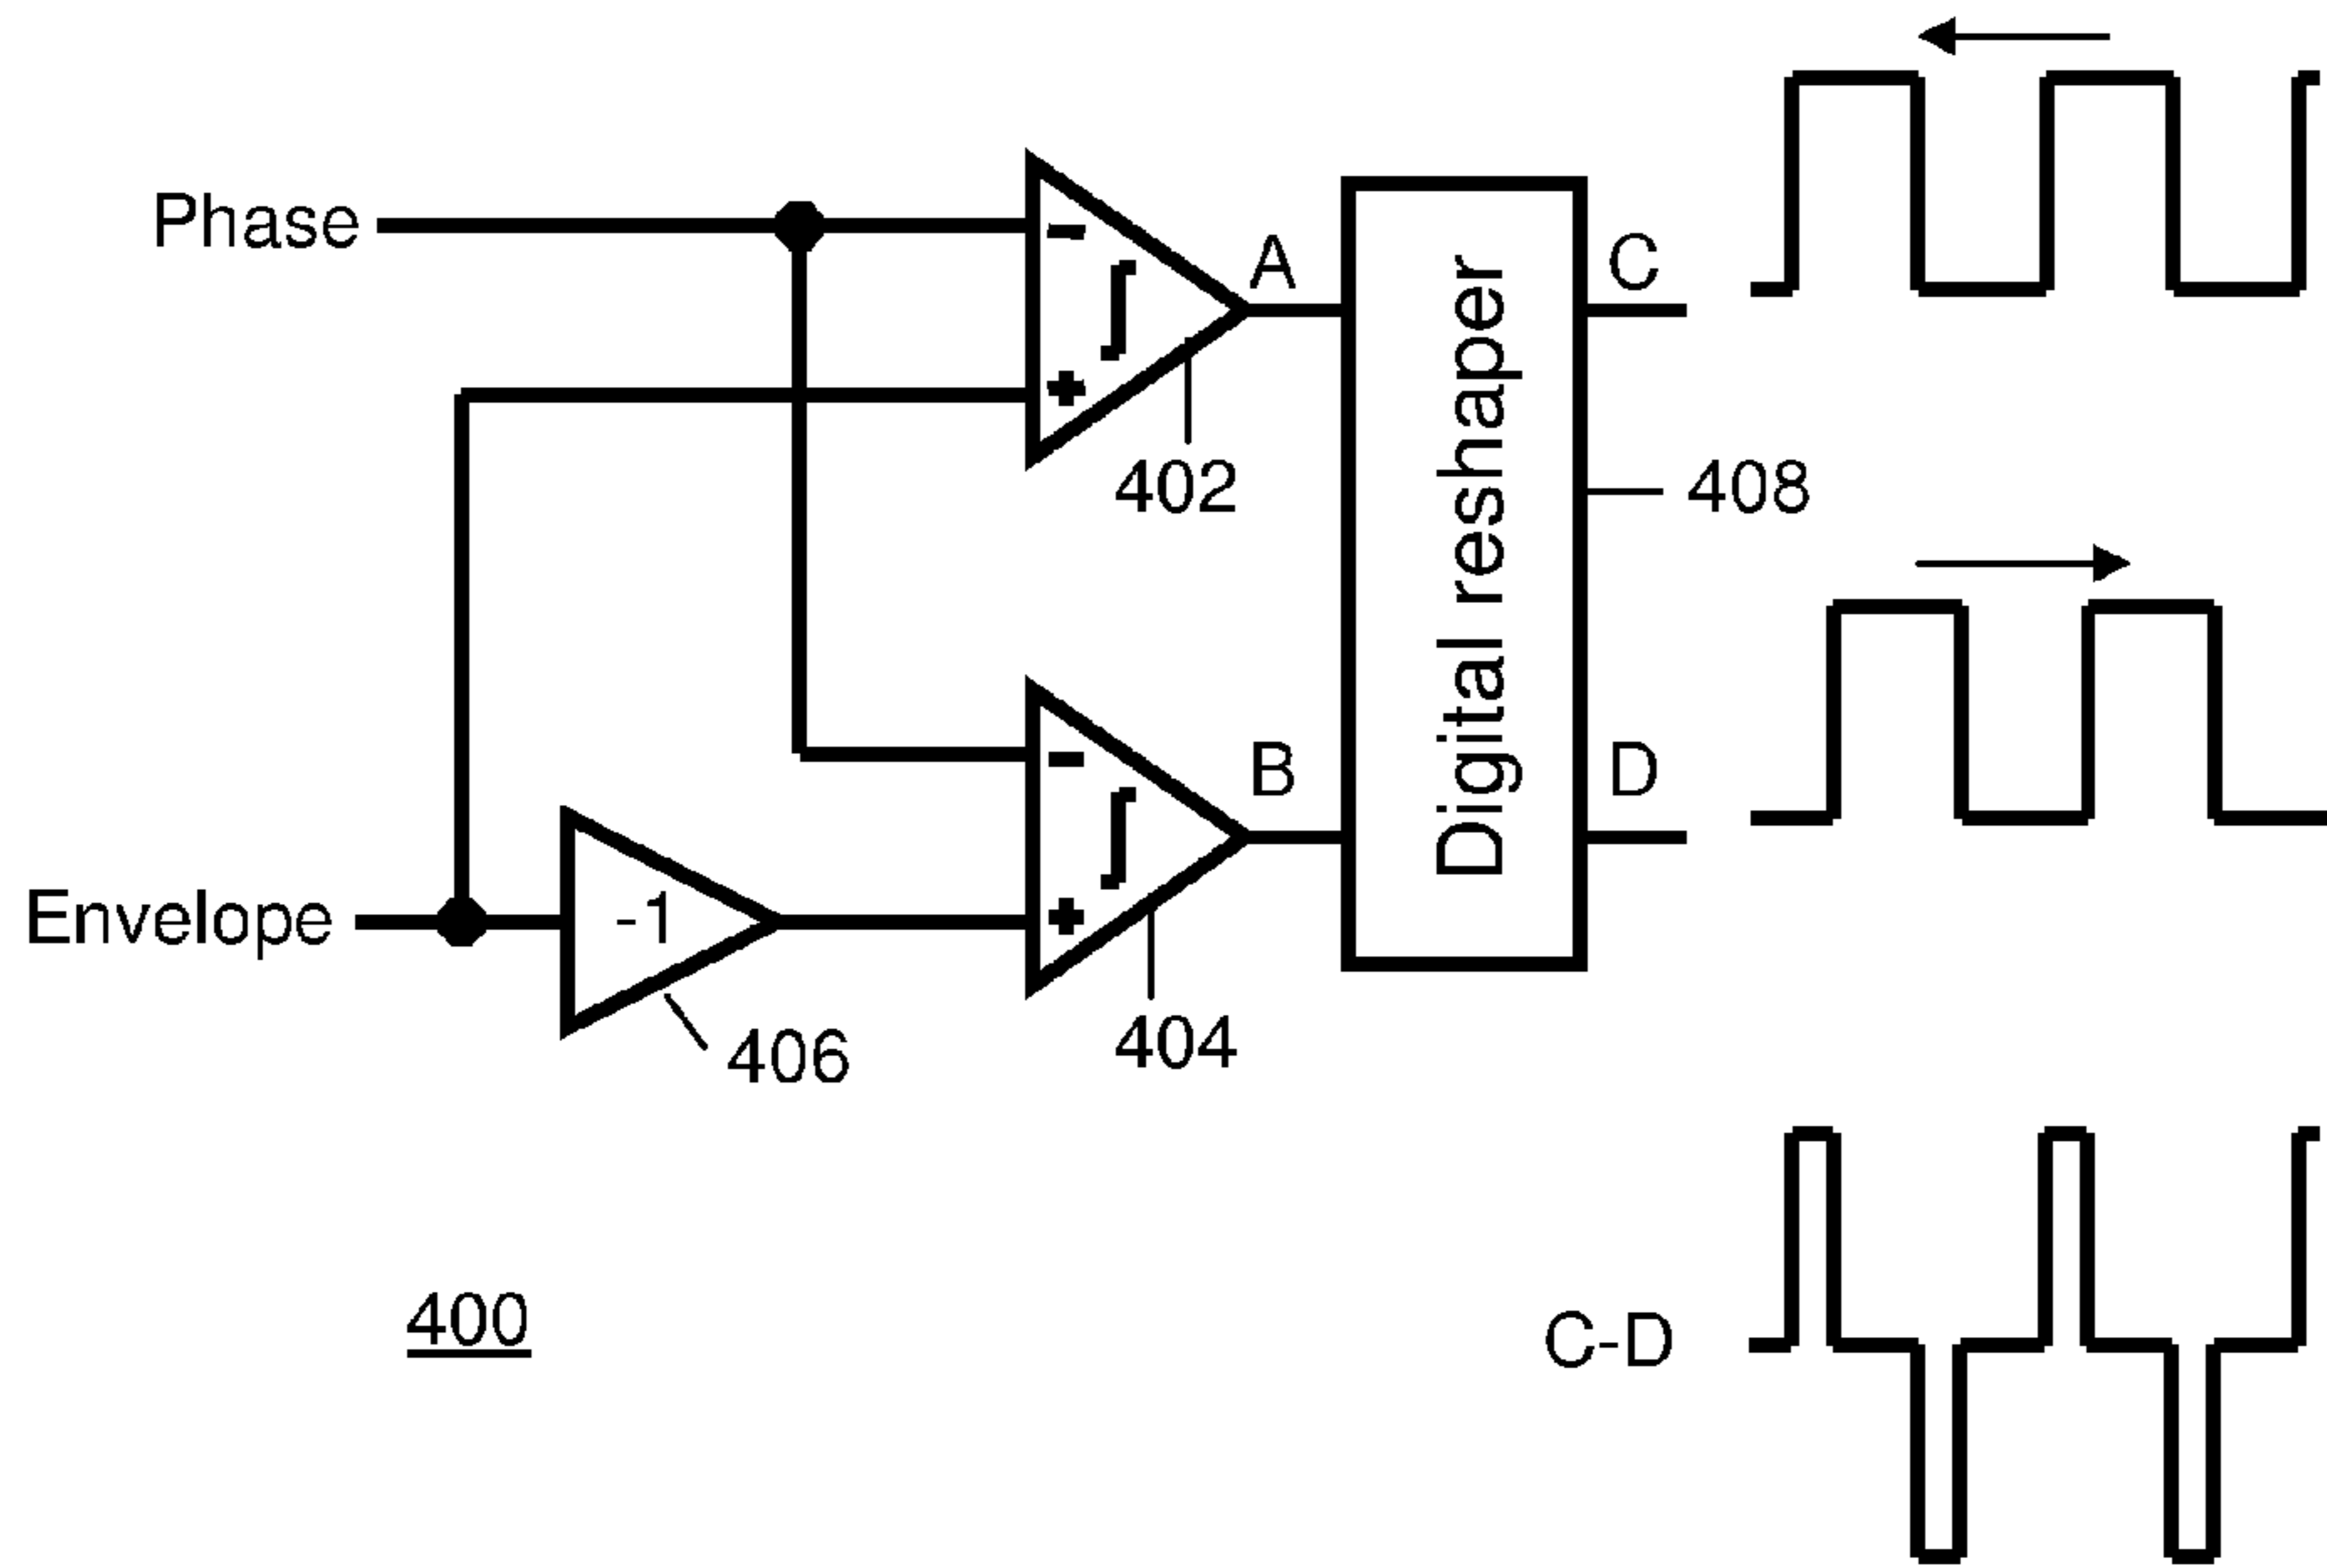 Phase
-
+
A
402
Digital reshaper
C
408
-
+
B
404
D
Envelope
-1
406
400
C-D